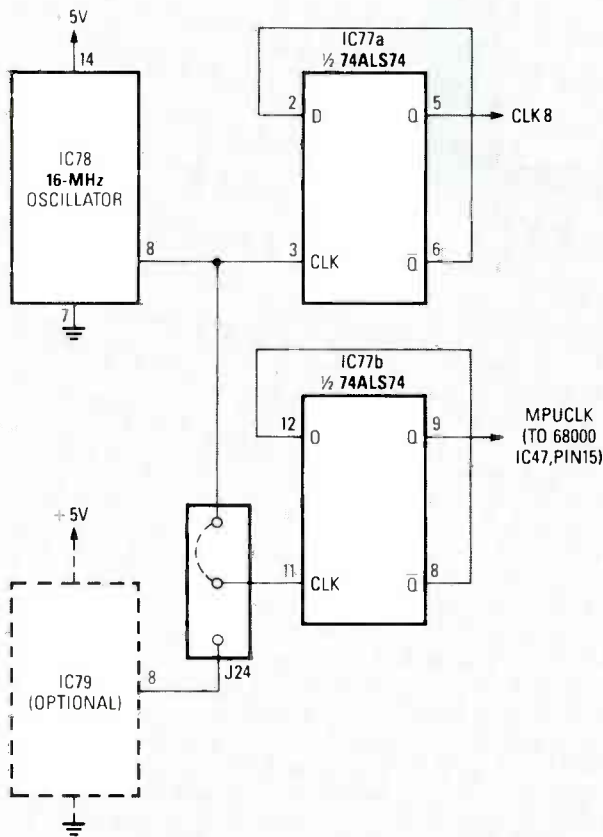 + 5V
14
IC78
16-MHz
OSCILLATOR
8
7
IC77a
½ 74ALS74
2
D
Q
5
CLK 8
3
CLK
Q̅
6
IC77b
½ 74ALS74
12
D
Q
9
MPUCLK
(TO 68000
IC47,PIN15)
11
CLK
Q̅
8
J24
+ 5V
IC79
(OPTIONAL)
8